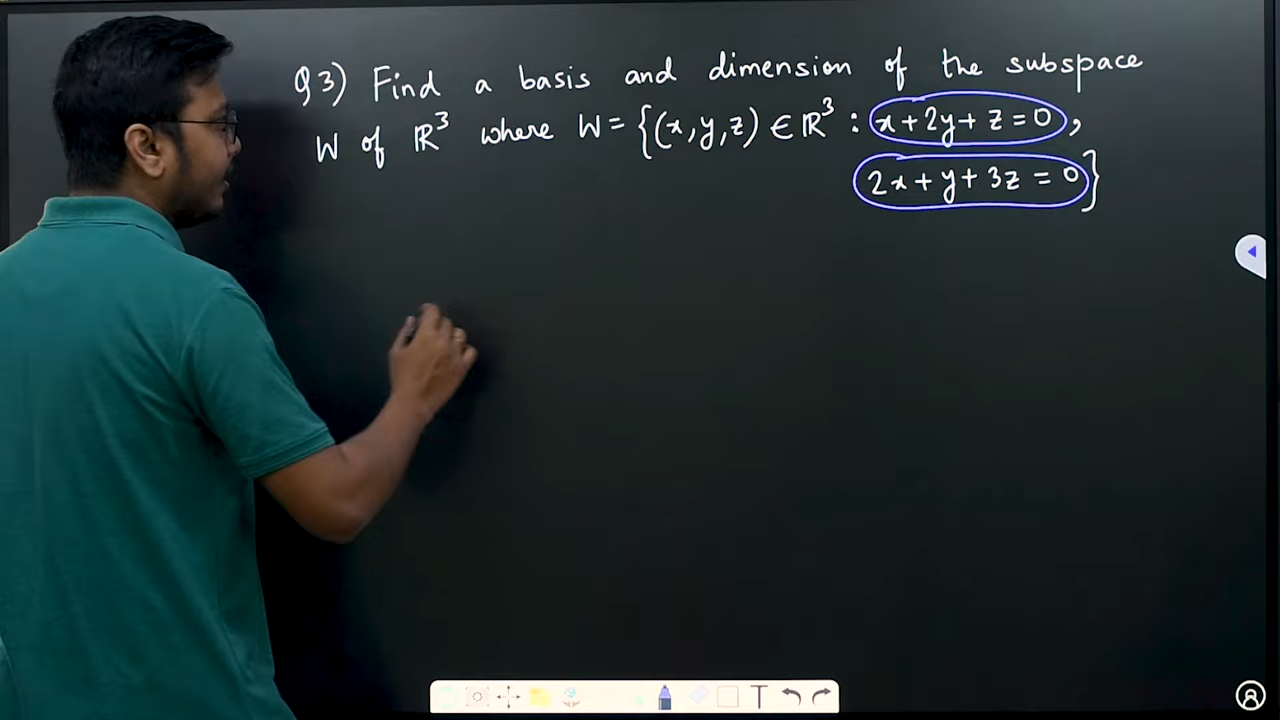 Q3) Find a basis and dimension of the subspace
W of ℝ³ where W = {(x, y, z) ∈ ℝ³ : x + 2y + z = 0,
2x + y + 3z = 0}
T